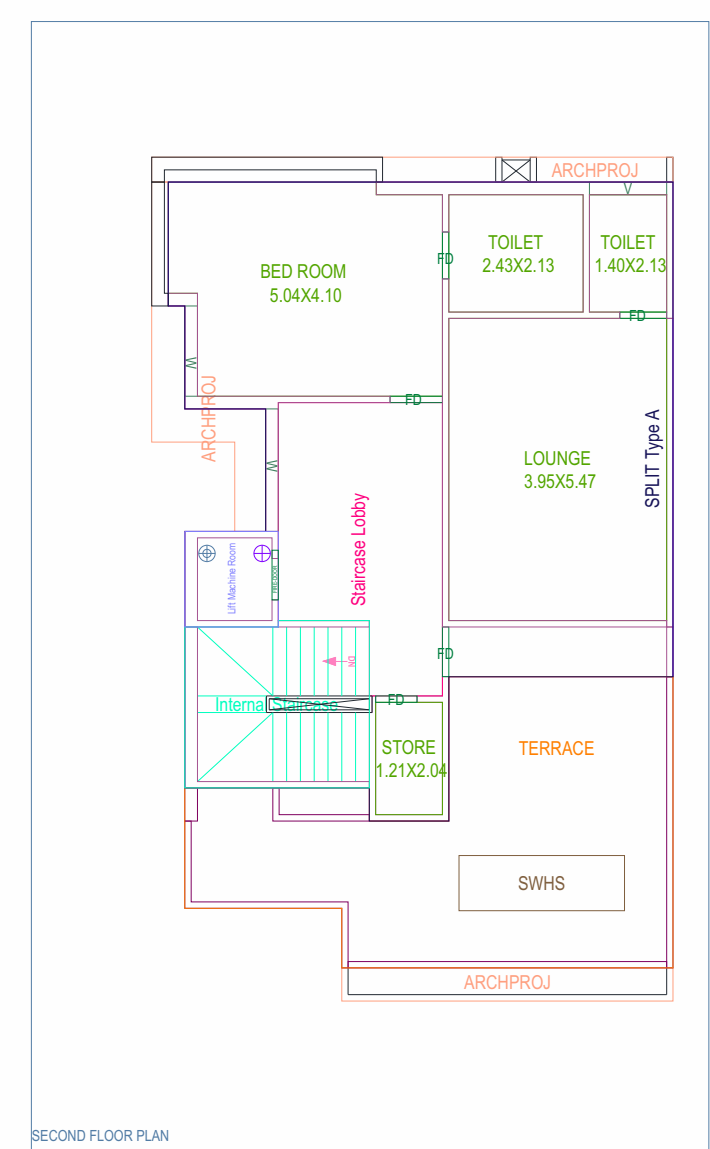 ARCHPROJ
V
TOILET
2.43X2.13
TOILET
1.40X2.13
FD
BED ROOM
5.04X4.10
FD
W
ARCHPROJ
FD
SPLIT Type A
LOUNGE
3.95X5.47
W
Staircase Lobby
Lift Machine Room
FIRE DOOR
FD
DN
Internal Staircase
FD
STORE
1.21X2.04
TERRACE
SWHS
ARCHPROJ
SECOND FLOOR PLAN